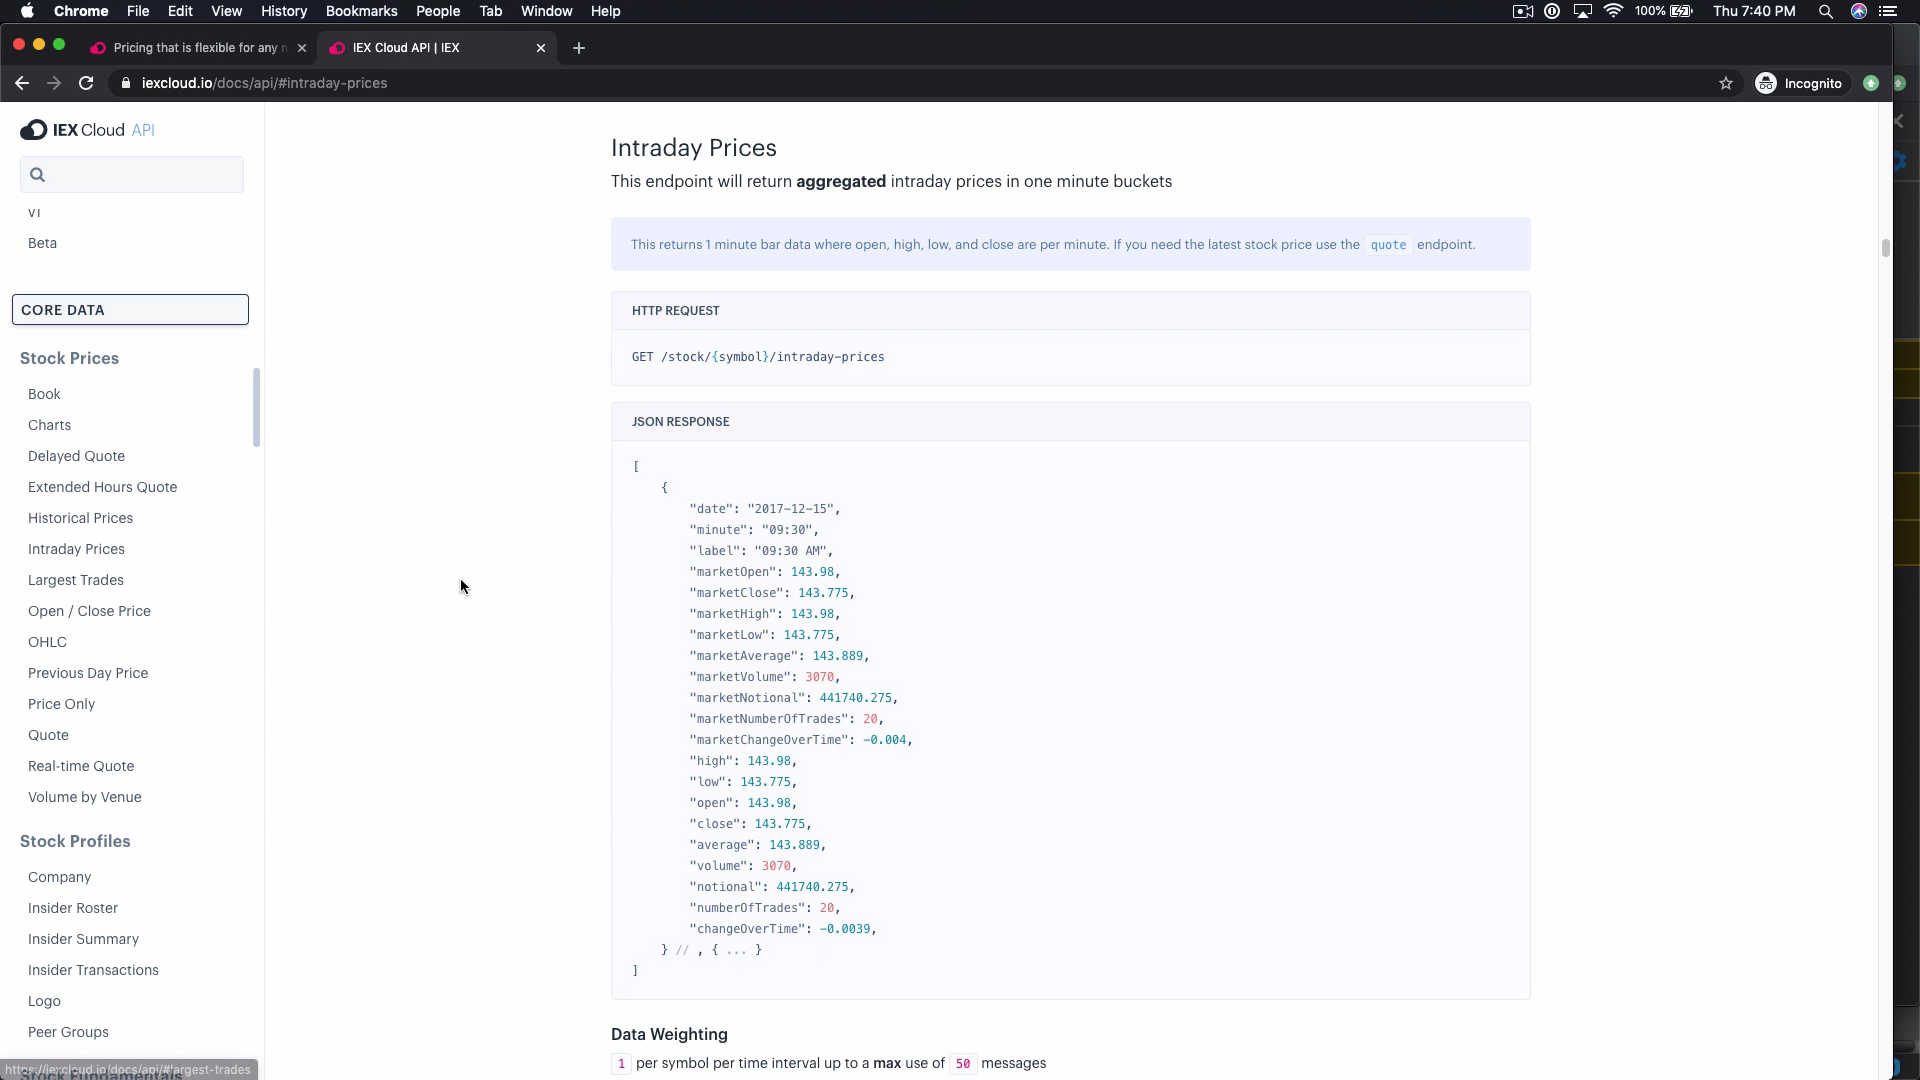 Chrome File Edit View History Bookmarks People Tab Window Help
100% Thu 7:40 PM
Pricing that is flexible for any n
IEX Cloud API | IEX
iexcloud.io/docs/api/#intraday-prices
Incognito
IEX Cloud API
V1
Beta
CORE DATA
Stock Prices
Book
Charts
Delayed Quote
Extended Hours Quote
Historical Prices
Intraday Prices
Largest Trades
Open / Close Price
OHLC
Previous Day Price
Price Only
Quote
Real-time Quote
Volume by Venue
Stock Profiles
Company
Insider Roster
Insider Summary
Insider Transactions
Logo
Peer Groups
Stock Fundamentals
https://iexcloud.io/docs/api/#largest-trades
Intraday Prices
This endpoint will return aggregated intraday prices in one minute buckets
This returns 1 minute bar data where open, high, low, and close are per minute. If you need the latest stock price use the quote endpoint.
HTTP REQUEST
GET /stock/{symbol}/intraday-prices
JSON RESPONSE
[
{
"date": "2017-12-15",
"minute": "09:30",
"label": "09:30 AM",
"marketOpen": 143.98,
"marketClose": 143.775,
"marketHigh": 143.98,
"marketLow": 143.775,
"marketAverage": 143.889,
"marketVolume": 3070,
"marketNotional": 441740.275,
"marketNumberOfTrades": 20,
"marketChangeOverTime": -0.004,
"high": 143.98,
"low": 143.775,
"open": 143.98,
"close": 143.775,
"average": 143.889,
"volume": 3070,
"notional": 441740.275,
"numberOfTrades": 20,
"changeOverTime": -0.0039,
} // , { ... }
]
Data Weighting
1 per symbol per time interval up to a max use of 50 messages